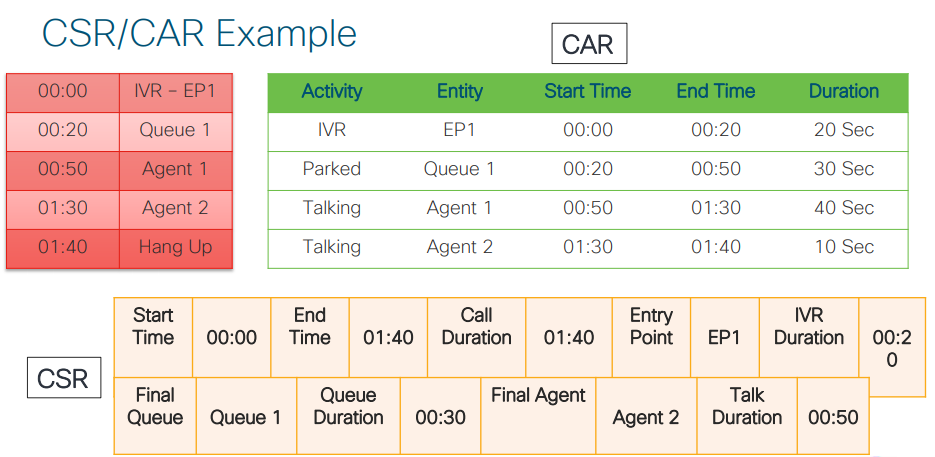 CSR/CAR Example
CAR
00:00 IVR – EP1
00:20 Queue 1
00:50 Agent 1
01:30 Agent 2
01:40 Hang Up
Activity Entity Start Time End Time Duration
IVR EP1 00:00 00:20 20 Sec
Parked Queue 1 00:20 00:50 30 Sec
Talking Agent 1 00:50 01:30 40 Sec
Talking Agent 2 01:30 01:40 10 Sec
CSR
Start
Time
00:00
End
Time
01:40
Call
Duration
01:40
Entry
Point
EP1
IVR
Duration
00:2
0
Final
Queue
Queue 1
Queue
Duration
00:30
Final Agent
Agent 2
Talk
Duration
00:50